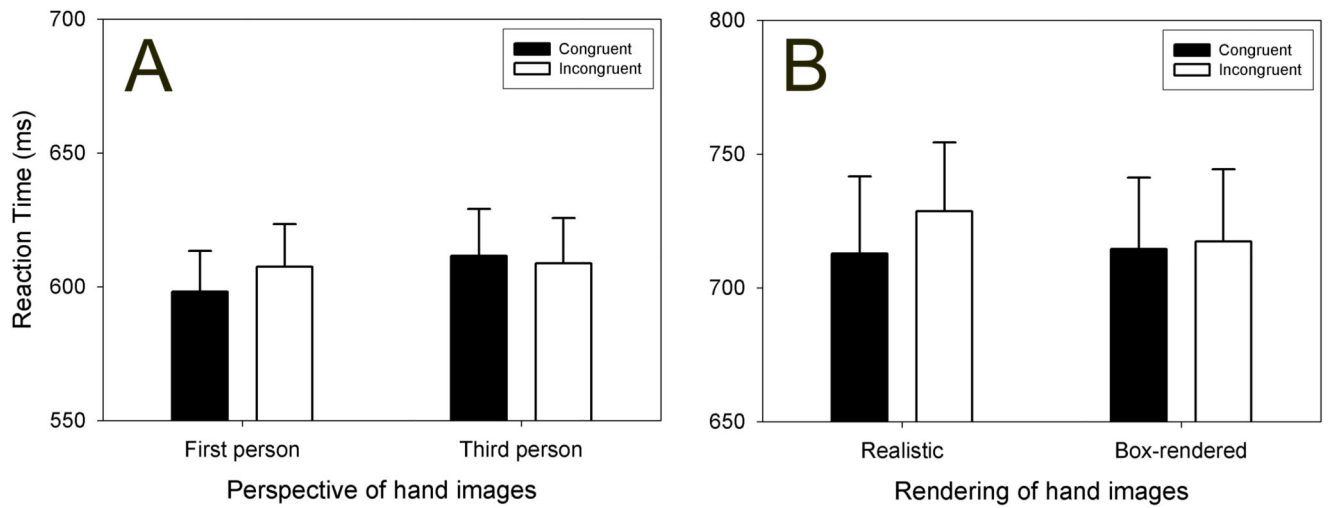 A
Congruent
Incongruent
Reaction Time (ms)
700
650
600
550
First person
Third person
Perspective of hand images
B
Congruent
Incongruent
800
750
700
650
Realistic
Box-rendered
Rendering of hand images